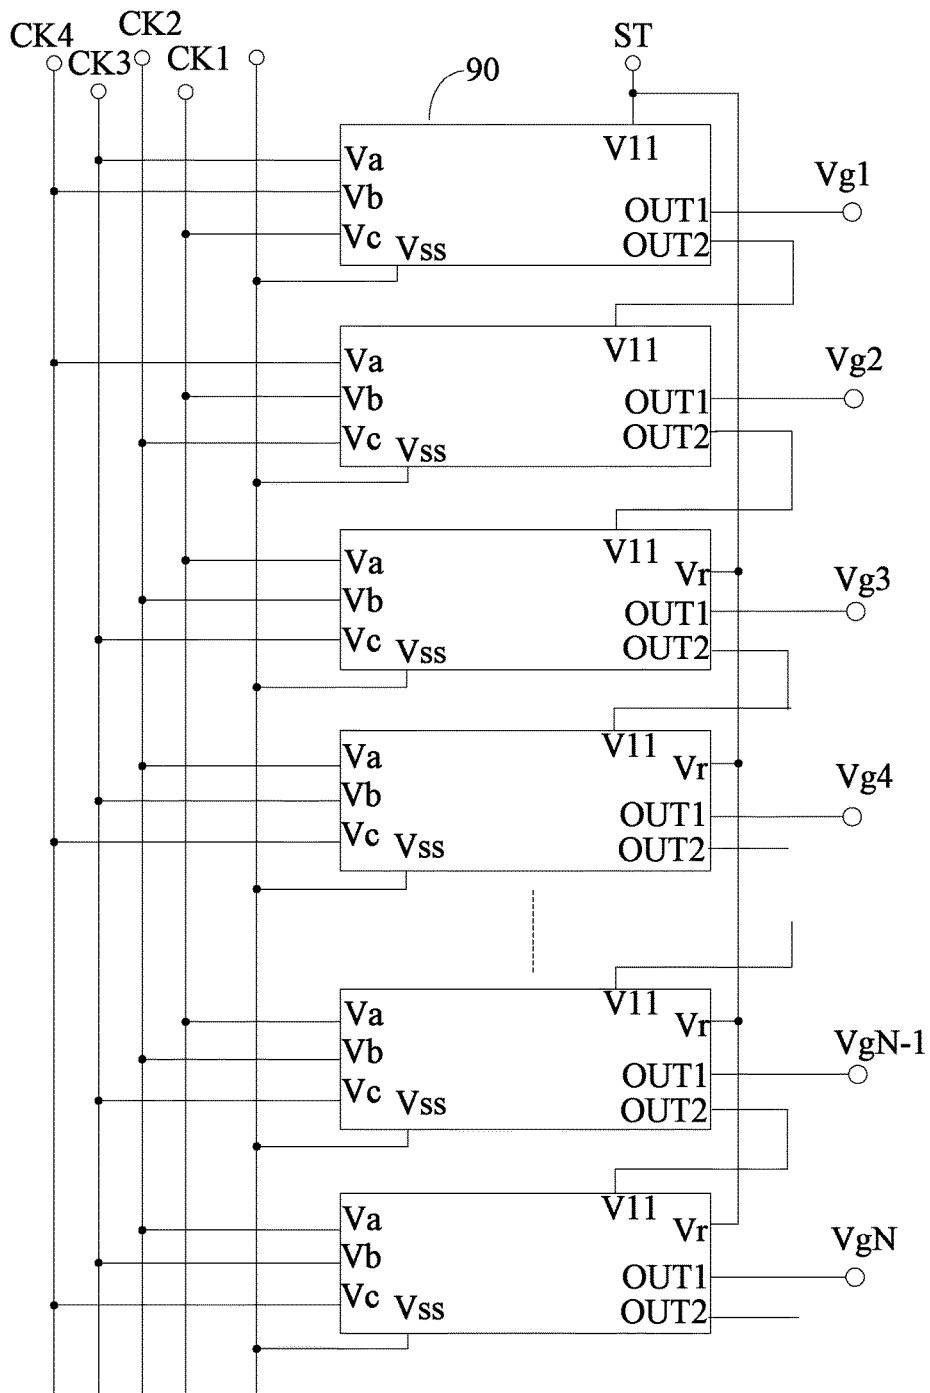 CK4
CK3
CK2
CK1
ST
90
V11
Va
Vb
Vc
Vss
OUT1
OUT2
Vg1
V11
Va
Vb
Vc
Vss
OUT1
OUT2
Vg2
V11
Va
Vb
Vc
Vss
Vr
OUT1
OUT2
Vg3
V11
Va
Vb
Vc
Vss
Vr
OUT1
OUT2
Vg4
V11
Va
Vb
Vc
Vss
Vr
OUT1
OUT2
VgN-1
V11
Va
Vb
Vc
Vss
Vr
OUT1
OUT2
VgN